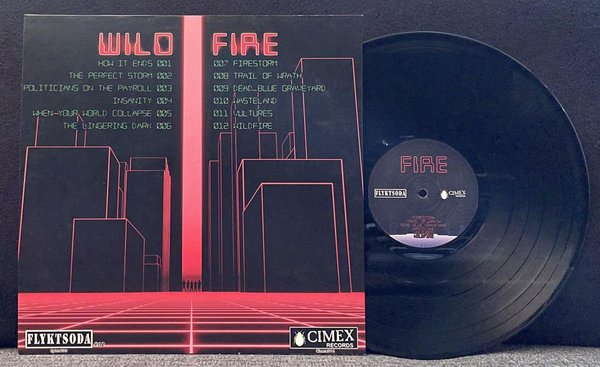 WILD FIRE
HOW IT ENDS 001
THE PERFECT STORM 002
POLITICIANS ON THE PAYROLL 003
INSANITY 004
WHEN YOUR WORLD COLLAPSE 005
THE LINGERING DARK 006
007 FIRESTORM
008 TRAIL OF WRATH
009 DEAD BLUE GRAVEYARD
010 WASTELAND
011 VULTURES
012 WILDFIRE
FLYKTSODA
CIMEX
RECORDS
FIRE
FLYKTSODA
CIMEX